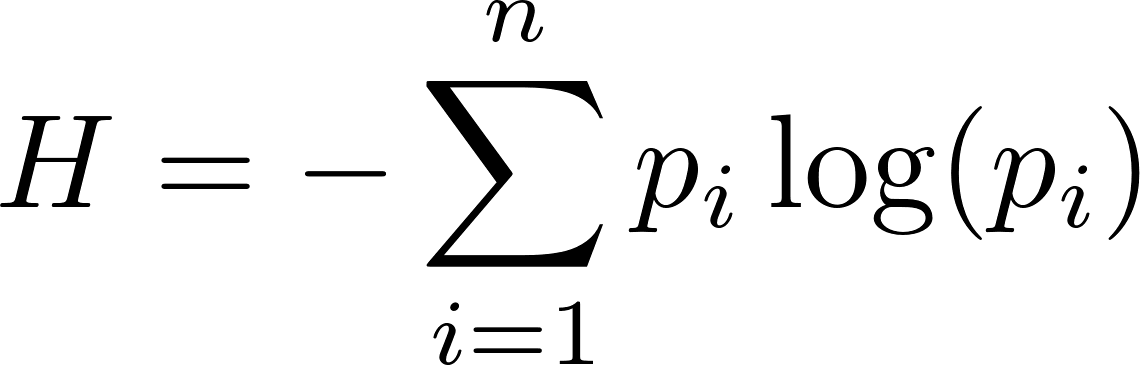 H = -\sum_{i=1}^{n} p_i \log(p_i)